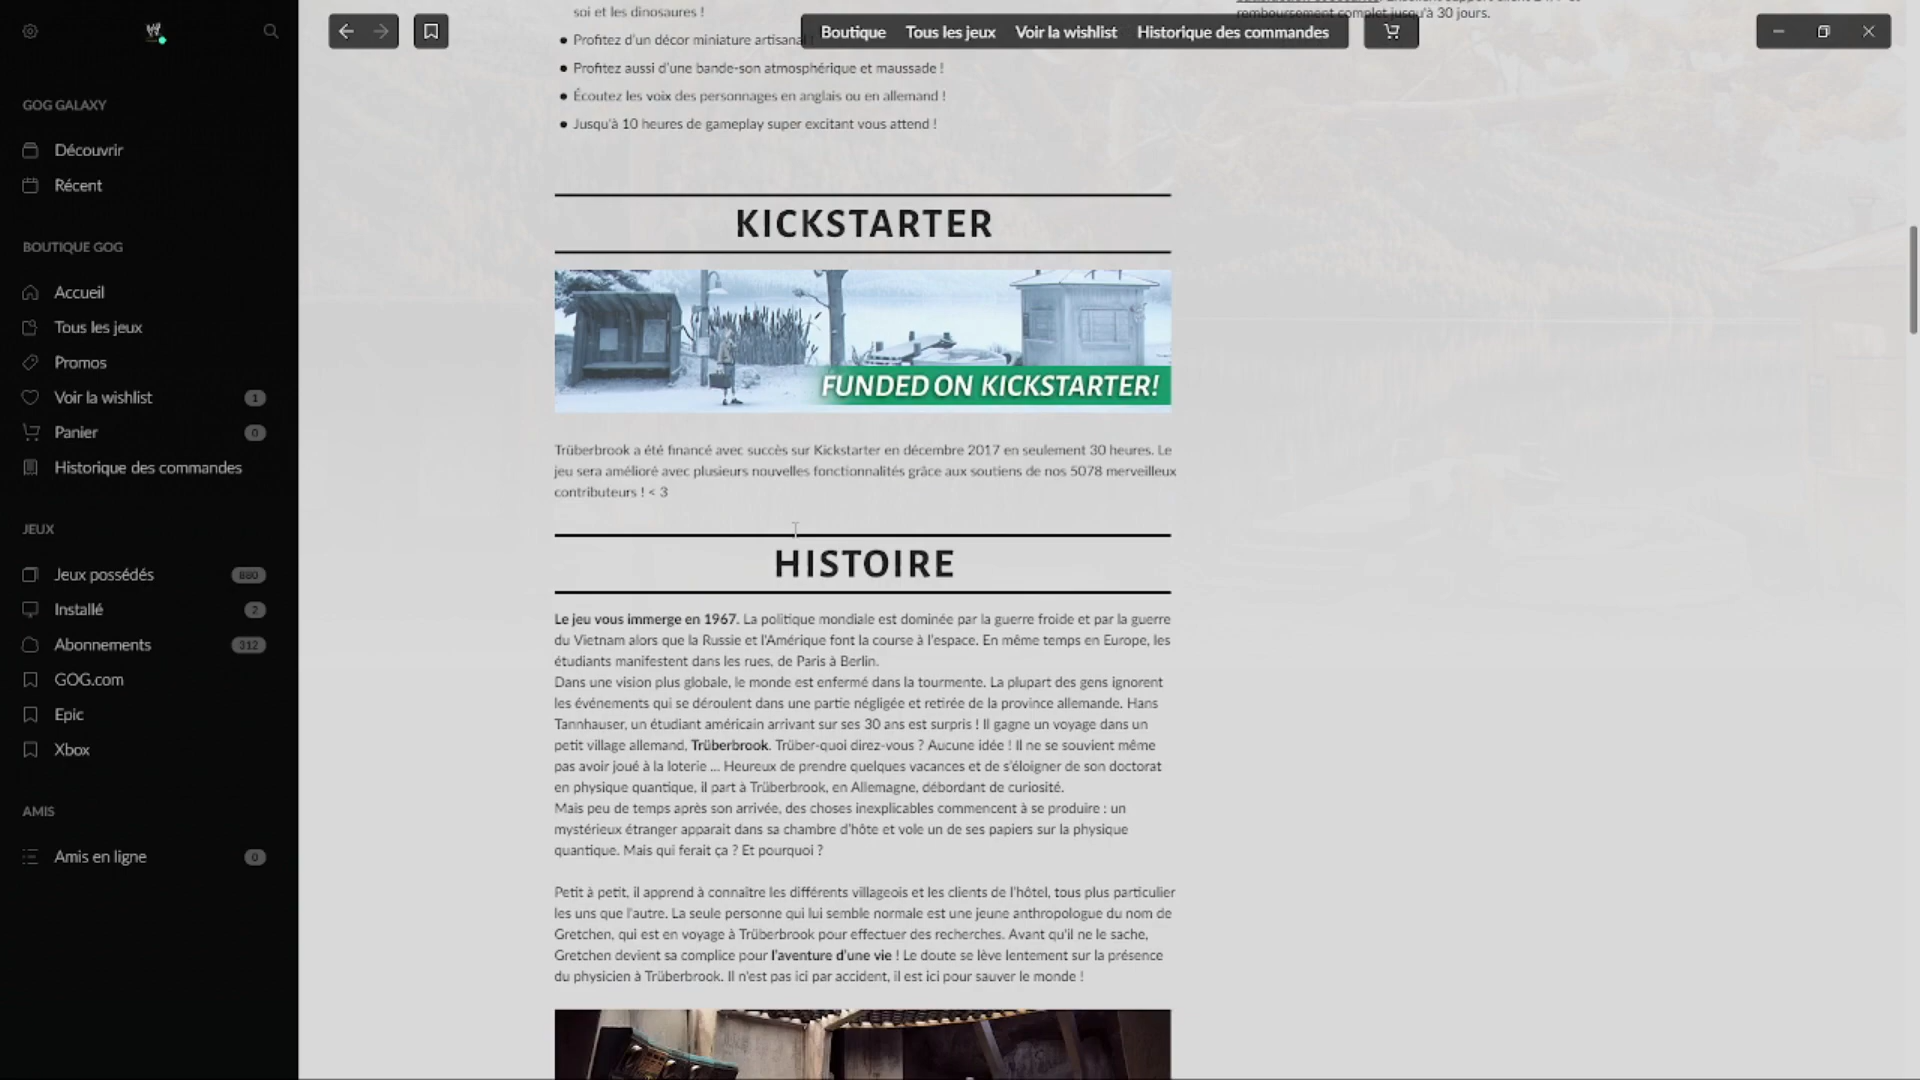 GOG GALAXY
Découvrir
Récent
BOUTIQUE GOG
Accueil
Tous les jeux
Promos
Voir la wishlist 1
Panier 0
Historique des commandes
JEUX
Jeux possédés 880
Installé 2
Abonnements 312
GOG.com
Epic
Xbox
AMIS
Amis en ligne 0
Boutique Tous les jeux Voir la wishlist Historique des commandes
soi et les dinosaures !
Profitez d'un décor miniature artisanal
Profitez aussi d'une bande-son atmosphérique et maussade !
Écoutez les voix des personnages en anglais ou en allemand !
Jusqu'à 10 heures de gameplay super excitant vous attend !
remboursement complet jusqu'à 30 jours.
KICKSTARTER
FUNDED ON KICKSTARTER!
Trüberbrook a été financé avec succès sur Kickstarter en décembre 2017 en seulement 30 heures. Le
jeu sera amélioré avec plusieurs nouvelles fonctionnalités grâce aux soutiens de nos 5078 merveilleux
contributeurs ! < 3
HISTOIRE
Le jeu vous immerge en 1967. La politique mondiale est dominée par la guerre froide et par la guerre
du Vietnam alors que la Russie et l'Amérique font la course à l'espace. En même temps en Europe, les
étudiants manifestent dans les rues, de Paris à Berlin.
Dans une vision plus globale, le monde est enfermé dans la tourmente. La plupart des gens ignorent
les événements qui se déroulent dans une partie négligée et retirée de la province allemande. Hans
Tannhauser, un étudiant américain arrivant sur ses 30 ans est surpris ! Il gagne un voyage dans un
petit village allemand, Trüberbrook. Trüber-quoi direz-vous ? Aucune idée ! Il ne se souvient même
pas avoir joué à la loterie ... Heureux de prendre quelques vacances et de s'éloigner de son doctorat
en physique quantique, il part à Trüberbrook, en Allemagne, débordant de curiosité.
Mais peu de temps après son arrivée, des choses inexplicables commencent à se produire : un
mystérieux étranger apparait dans sa chambre d'hôte et vole un de ses papiers sur la physique
quantique. Mais qui ferait ça ? Et pourquoi ?
Petit à petit, il apprend à connaître les différents villageois et les clients de l'hôtel, tous plus particulier
les uns que l'autre. La seule personne qui lui semble normale est une jeune anthropologue du nom de
Gretchen, qui est en voyage à Trüberbrook pour effectuer des recherches. Avant qu'il ne le sache,
Gretchen devient sa complice pour l'aventure d'une vie ! Le doute se lève lentement sur la présence
du physicien à Trüberbrook. Il n'est pas ici par accident, il est ici pour sauver le monde !